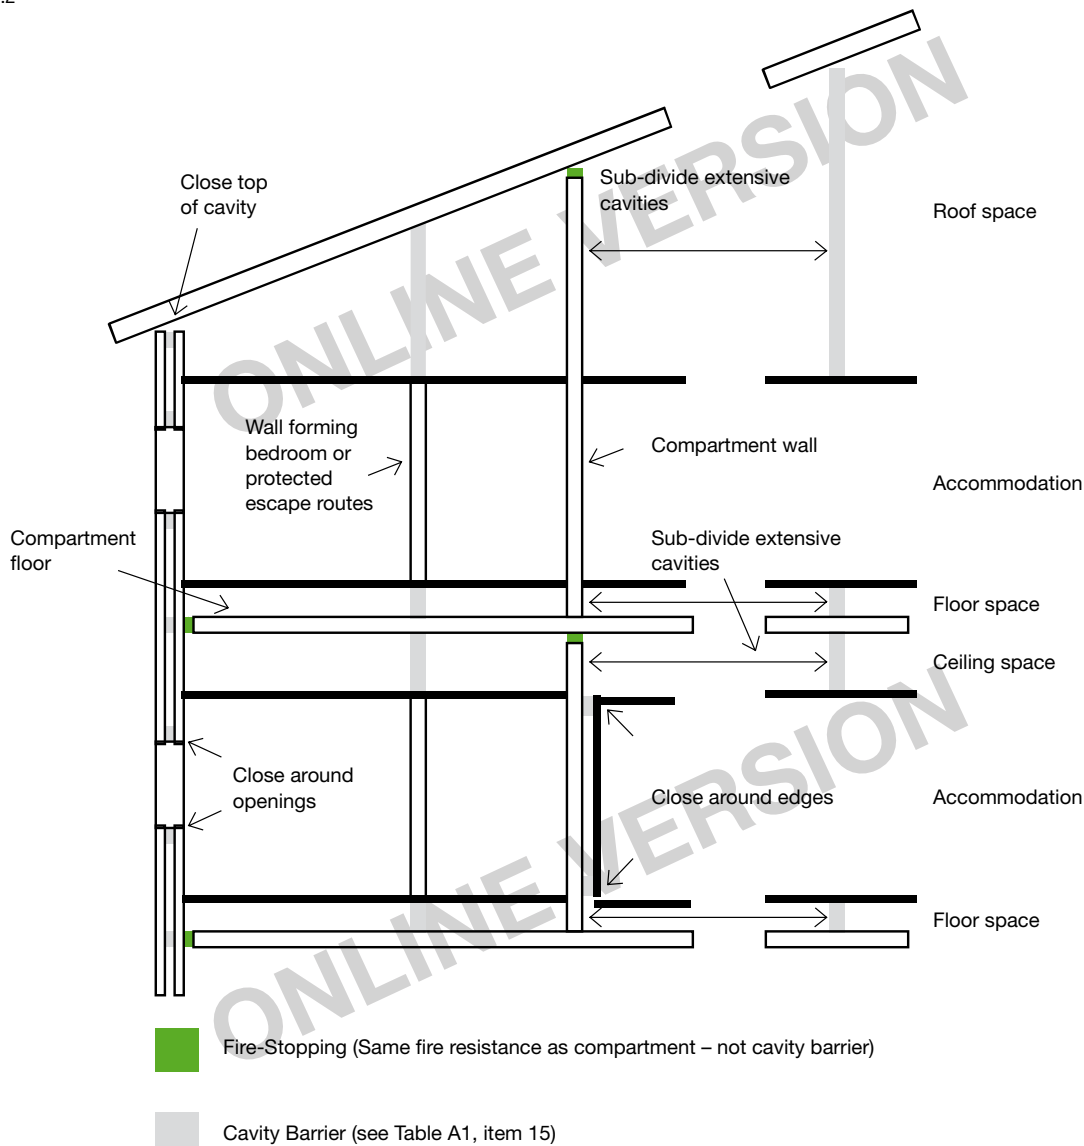 Close top
of cavity
Sub-divide extensive
cavities
Roof space
Wall forming
bedroom or
protected
escape routes
Compartment wall
Accommodation
Compartment
floor
Sub-divide extensive
cavities
Floor space
Ceiling space
Close around
openings
Close around edges
Accommodation
Floor space
ONLINE VERSION
ONLINE VERSION
Fire-Stopping (Same fire resistance as compartment – not cavity barrier)
Cavity Barrier (see Table A1, item 15)